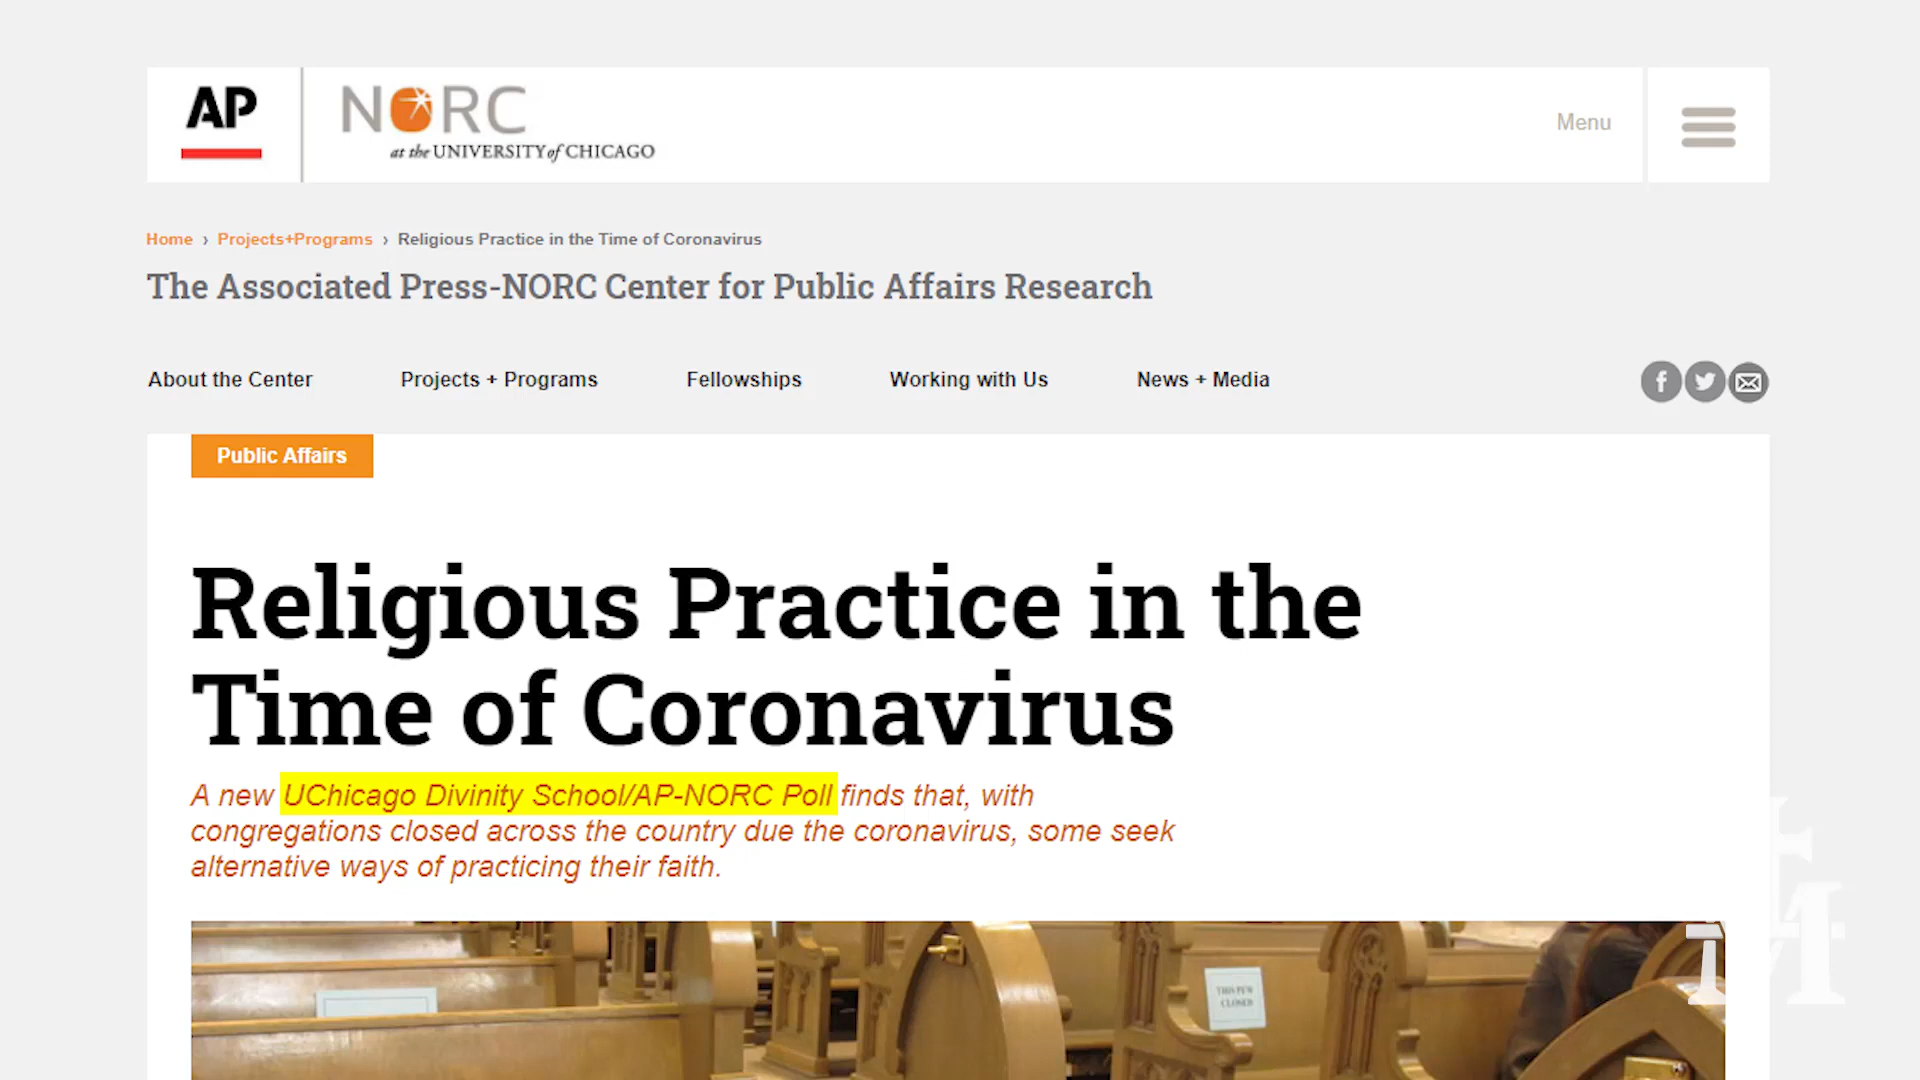 AP
NORC
at the UNIVERSITY of CHICAGO
Menu
Home › Projects+Programs › Religious Practice in the Time of Coronavirus
The Associated Press-NORC Center for Public Affairs Research
About the Center Projects + Programs Fellowships Working with Us News + Media
Public Affairs
Religious Practice in the
Time of Coronavirus
A new UChicago Divinity School/AP-NORC Poll finds that, with
congregations closed across the country due the coronavirus, some seek
alternative ways of practicing their faith.
THIS PEW
CLOSED